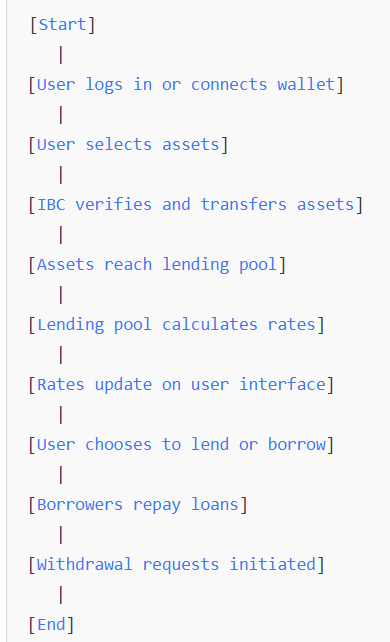 [Start]
|
[User logs in or connects wallet]
|
[User selects assets]
|
[IBC verifies and transfers assets]
|
[Assets reach lending pool]
|
[Lending pool calculates rates]
|
[Rates update on user interface]
|
[User chooses to lend or borrow]
|
[Borrowers repay loans]
|
[Withdrawal requests initiated]
|
[End]